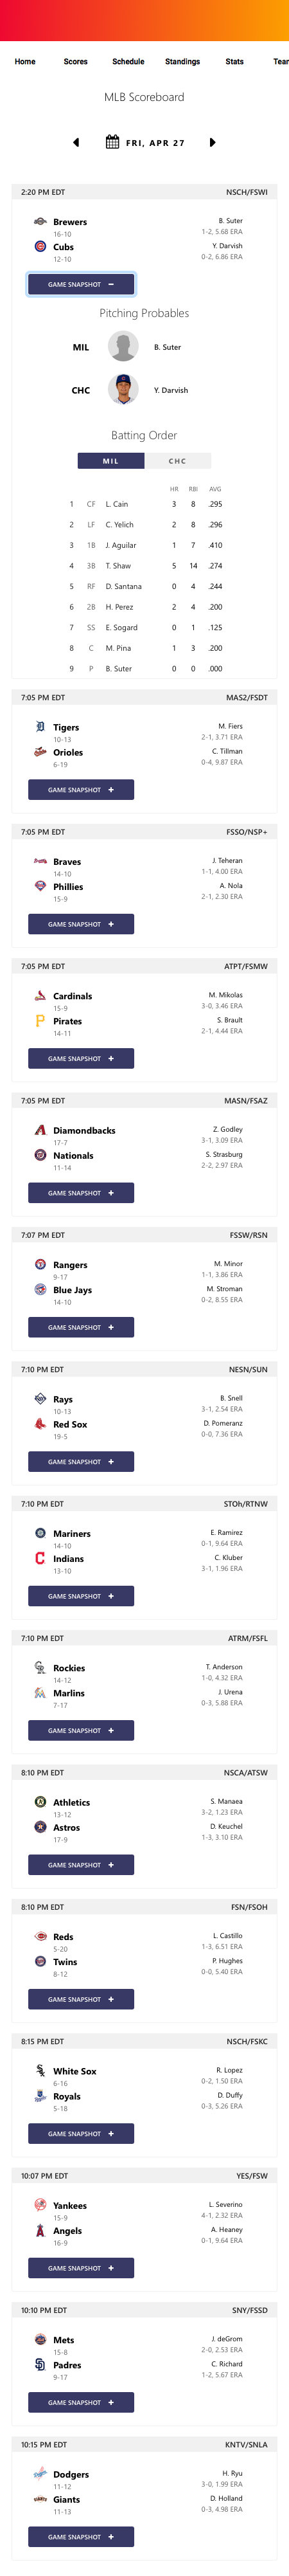 Home Scores Schedule Standings Stats Tear
MLB Scoreboard
FRI, APR 27
2:20 PM EDT NSCH/FSWI
Brewers B. Suter
16-10 1-2, 5.68 ERA
Cubs Y. Darvish
12-10 0-2, 6.86 ERA
GAME SNAPSHOT −
Pitching Probables
MIL B. Suter
CHC Y. Darvish
Batting Order
MIL CHC
HR RBI AVG
1 CF L. Cain 3 8 .295
2 LF C. Yelich 2 8 .296
3 1B J. Aguilar 1 7 .410
4 3B T. Shaw 5 14 .274
5 RF D. Santana 0 4 .244
6 2B H. Perez 2 4 .200
7 SS E. Sogard 0 1 .125
8 C M. Pina 1 3 .200
9 P B. Suter 0 0 .000
7:05 PM EDT MAS2/FSDT
Tigers M. Fiers
10-13 2-1, 3.71 ERA
Orioles C. Tillman
6-19 0-4, 9.87 ERA
GAME SNAPSHOT +
7:05 PM EDT FSSO/NSP+
Braves J. Teheran
14-10 1-1, 4.00 ERA
Phillies A. Nola
15-9 2-1, 2.30 ERA
GAME SNAPSHOT +
7:05 PM EDT ATPT/FSMW
Cardinals M. Mikolas
15-9 3-0, 3.46 ERA
Pirates S. Brault
14-11 2-1, 4.44 ERA
GAME SNAPSHOT +
7:05 PM EDT MASN/FSAZ
Diamondbacks Z. Godley
17-7 3-1, 3.09 ERA
Nationals S. Strasburg
11-14 2-2, 2.97 ERA
GAME SNAPSHOT +
7:07 PM EDT FSSW/RSN
Rangers M. Minor
9-17 1-1, 3.86 ERA
Blue Jays M. Stroman
14-10 0-2, 8.55 ERA
GAME SNAPSHOT +
7:10 PM EDT NESN/SUN
Rays B. Snell
10-13 3-1, 2.54 ERA
Red Sox D. Pomeranz
19-5 0-0, 7.36 ERA
GAME SNAPSHOT +
7:10 PM EDT STOh/RTNW
Mariners E. Ramirez
14-10 0-1, 9.64 ERA
Indians C. Kluber
13-10 3-1, 1.96 ERA
GAME SNAPSHOT +
7:10 PM EDT ATRM/FSFL
Rockies T. Anderson
14-12 1-0, 4.32 ERA
Marlins J. Urena
7-17 0-3, 5.88 ERA
GAME SNAPSHOT +
8:10 PM EDT NSCA/ATSW
Athletics S. Manaea
13-12 3-2, 1.23 ERA
Astros D. Keuchel
17-9 1-3, 3.10 ERA
GAME SNAPSHOT +
8:10 PM EDT FSN/FSOH
Reds L. Castillo
5-20 1-3, 6.51 ERA
Twins P. Hughes
8-12 0-0, 5.40 ERA
GAME SNAPSHOT +
8:15 PM EDT NSCH/FSKC
White Sox R. Lopez
6-16 0-2, 1.50 ERA
Royals D. Duffy
5-18 0-3, 5.26 ERA
GAME SNAPSHOT +
10:07 PM EDT YES/FSW
Yankees L. Severino
15-9 4-1, 2.32 ERA
Angels A. Heaney
16-9 0-1, 9.64 ERA
GAME SNAPSHOT +
10:10 PM EDT SNY/FSSD
Mets J. deGrom
15-8 2-0, 2.53 ERA
Padres C. Richard
9-17 1-2, 5.67 ERA
GAME SNAPSHOT +
10:15 PM EDT KNTV/SNLA
Dodgers H. Ryu
11-12 3-0, 1.99 ERA
Giants D. Holland
11-13 0-3, 4.98 ERA
GAME SNAPSHOT +